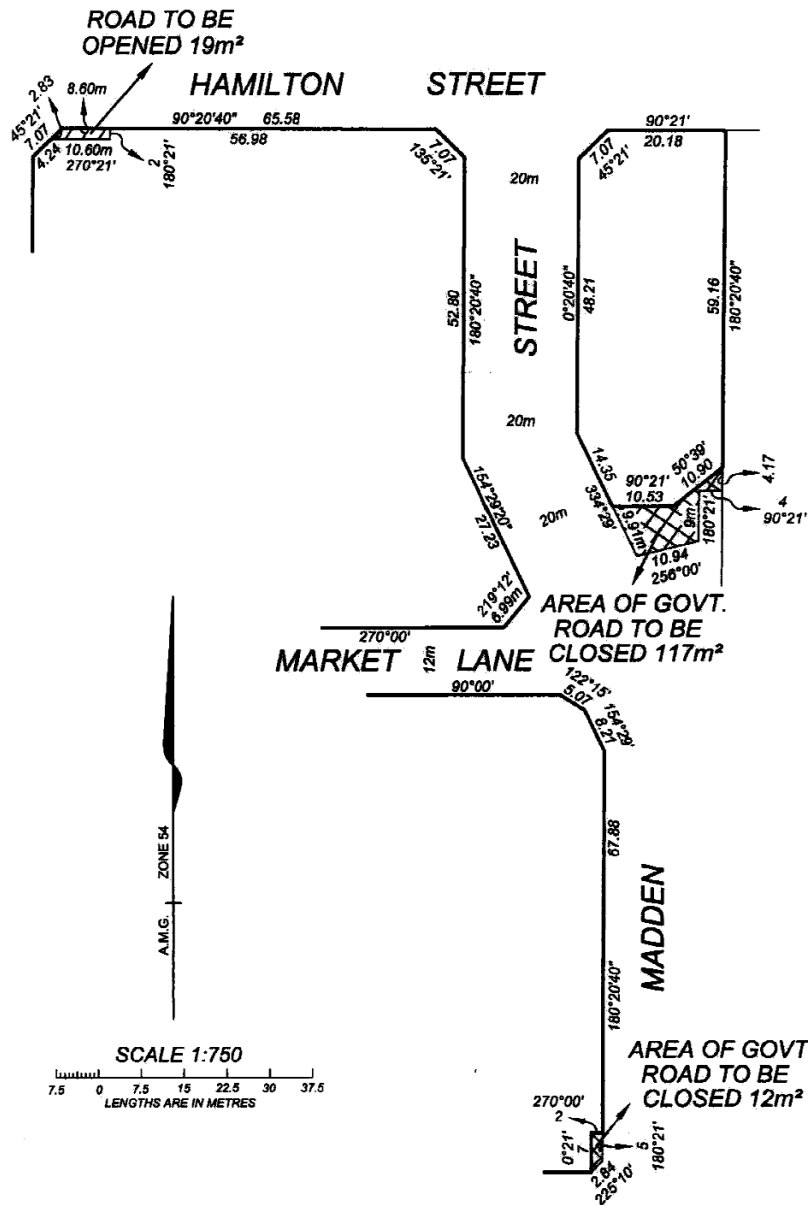 ROAD TO BE
OPENED 19m²
HAMILTON STREET
2.83
8.60m
45°21'
7.07
4.24
10.60m
270°21'
2
180°21'
90°20'40" 65.58
56.98
7.07
135°21'
20m
90°21'
20.18
7.07
45°21'
STREET
52.80
180°20'40"
0°20'40"
48.21
59.16
180°20'40"
20m
154°29'20"
27.23
20m
14.35
334°29'
90°21'
10.53
50°39'
10.90
4.17
4
90°21'
9.91m
9m
180°21'
10.94
256°00'
219°12'
6.99m
270°00'
AREA OF GOVT.
ROAD TO BE
CLOSED 117m²
MARKET LANE
12m
90°00'
122°15'
5.07
154°29'
8.21
67.88
180°20'40"
MADDEN
A.M.G. ZONE 54
SCALE 1:750
7.5 0 7.5 15 22.5 30 37.5
LENGTHS ARE IN METRES
AREA OF GOVT
ROAD TO BE
CLOSED 12m²
270°00'
2
0°21'
7
5
180°21'
2.84
225°10'